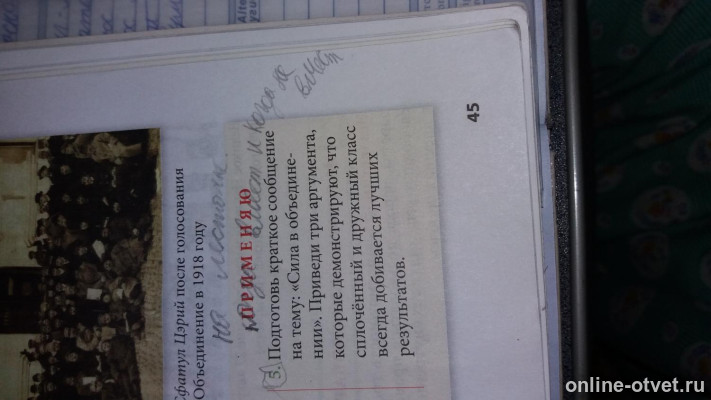 Сфатул Цэрий после голосования
Объединение в 1918 году
ПРИМЕНЯЮ
5. Подготовь краткое сообщение
на тему: «Сила в объедине-
нии». Приведи три аргумента,
которые демонстрируют, что
сплочённый и дружный класс
всегда добивается лучших
результатов.
45
online-otvet.ru